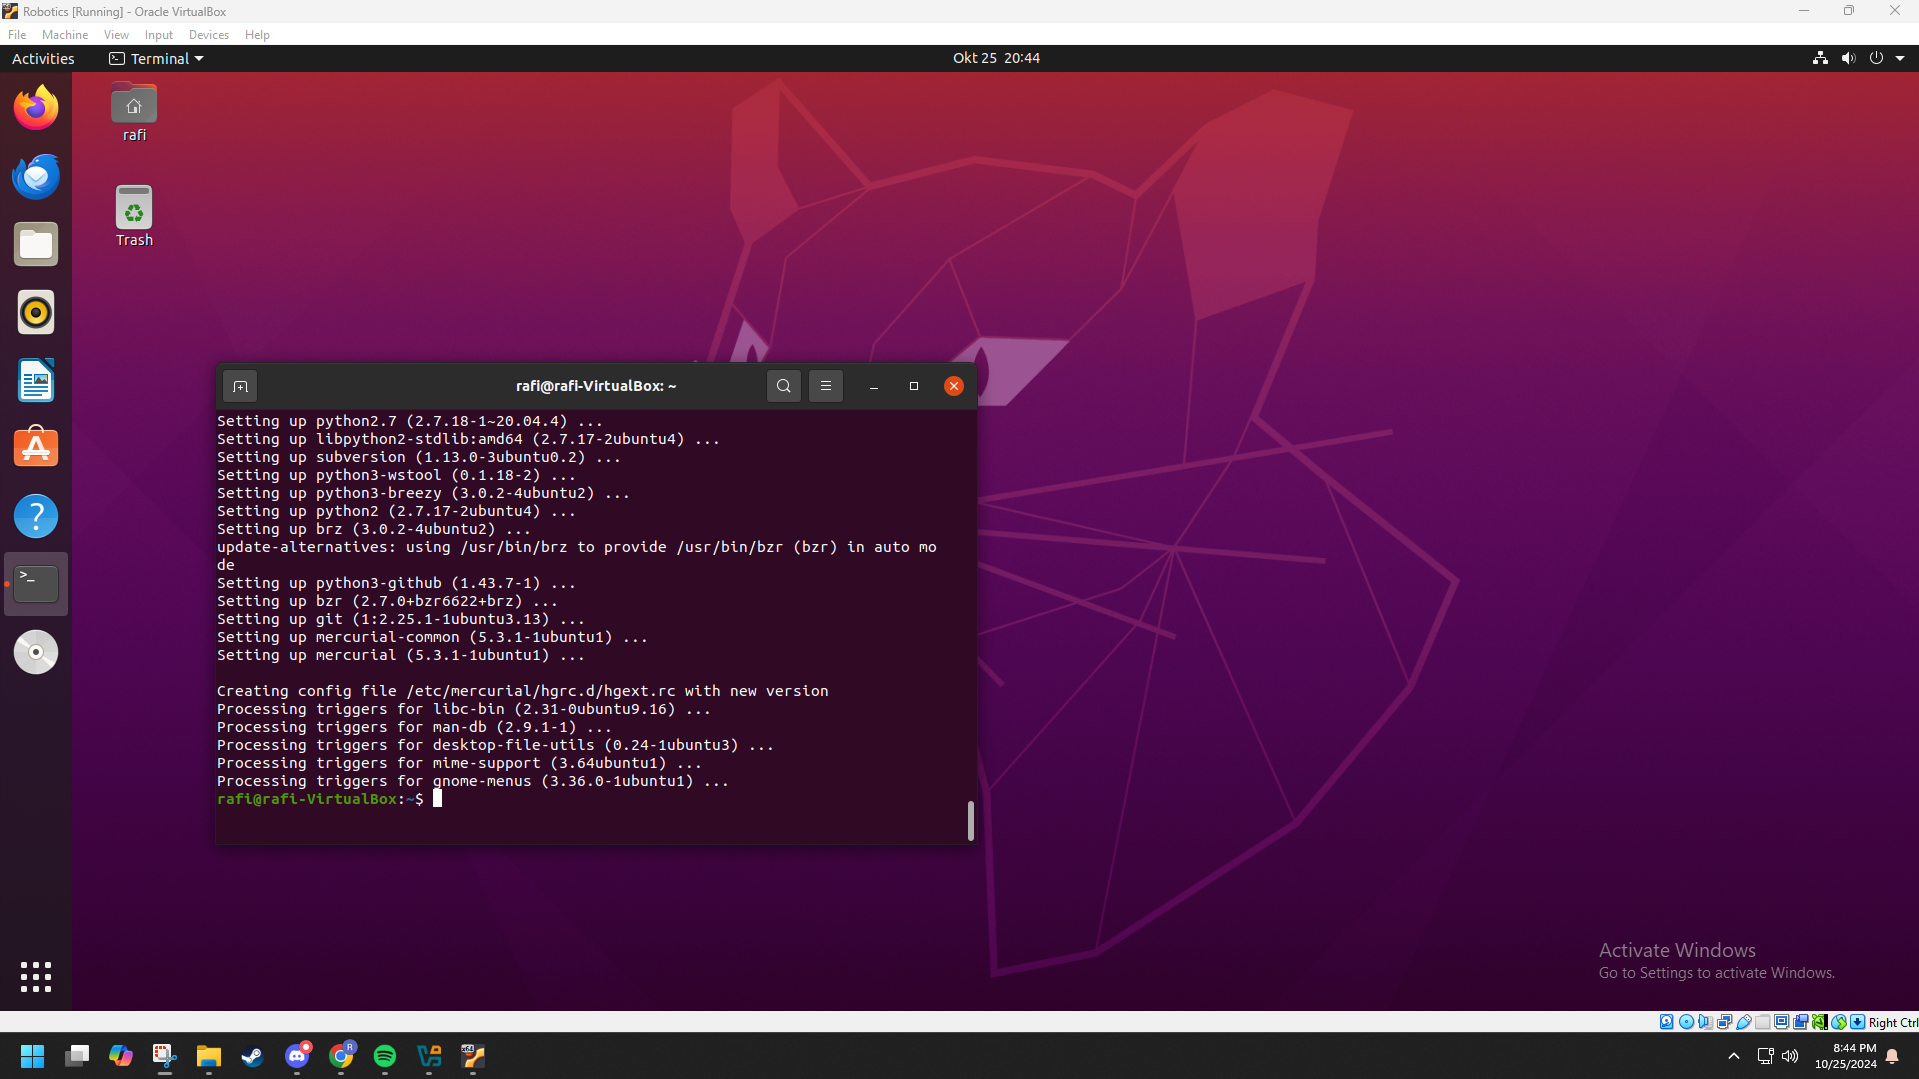 Robotics [Running] - Oracle VirtualBox
File Machine View Input Devices Help
Activities Terminal Okt 25 20:44
rafi
Trash
rafi@rafi-VirtualBox: ~
Setting up python2.7 (2.7.18-1~20.04.4) ...
Setting up libpython2-stdlib:amd64 (2.7.17-2ubuntu4) ...
Setting up subversion (1.13.0-3ubuntu0.2) ...
Setting up python3-wstool (0.1.18-2) ...
Setting up python3-breezy (3.0.2-4ubuntu2) ...
Setting up python2 (2.7.17-2ubuntu4) ...
Setting up brz (3.0.2-4ubuntu2) ...
update-alternatives: using /usr/bin/brz to provide /usr/bin/bzr (bzr) in auto mo
de
Setting up python3-github (1.43.7-1) ...
Setting up bzr (2.7.0+bzr6622+brz) ...
Setting up git (1:2.25.1-1ubuntu3.13) ...
Setting up mercurial-common (5.3.1-1ubuntu1) ...
Setting up mercurial (5.3.1-1ubuntu1) ...
Creating config file /etc/mercurial/hgrc.d/hgext.rc with new version
Processing triggers for libc-bin (2.31-0ubuntu9.16) ...
Processing triggers for man-db (2.9.1-1) ...
Processing triggers for desktop-file-utils (0.24-1ubuntu3) ...
Processing triggers for mime-support (3.64ubuntu1) ...
Processing triggers for gnome-menus (3.36.0-1ubuntu1) ...
rafi@rafi-VirtualBox:~$
Activate Windows
Go to Settings to activate Windows.
Right Ctrl
8:44 PM
10/25/2024